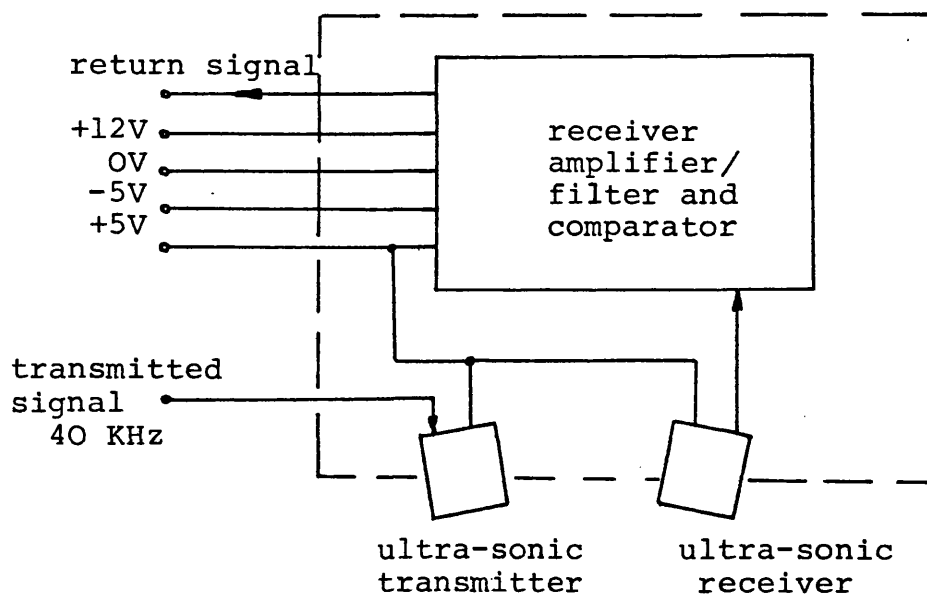 return signal
+12V
0V
-5V
+5V
receiver
amplifier/
filter and
comparator
transmitted
signal
40 KHz
ultra-sonic
transmitter
ultra-sonic
receiver